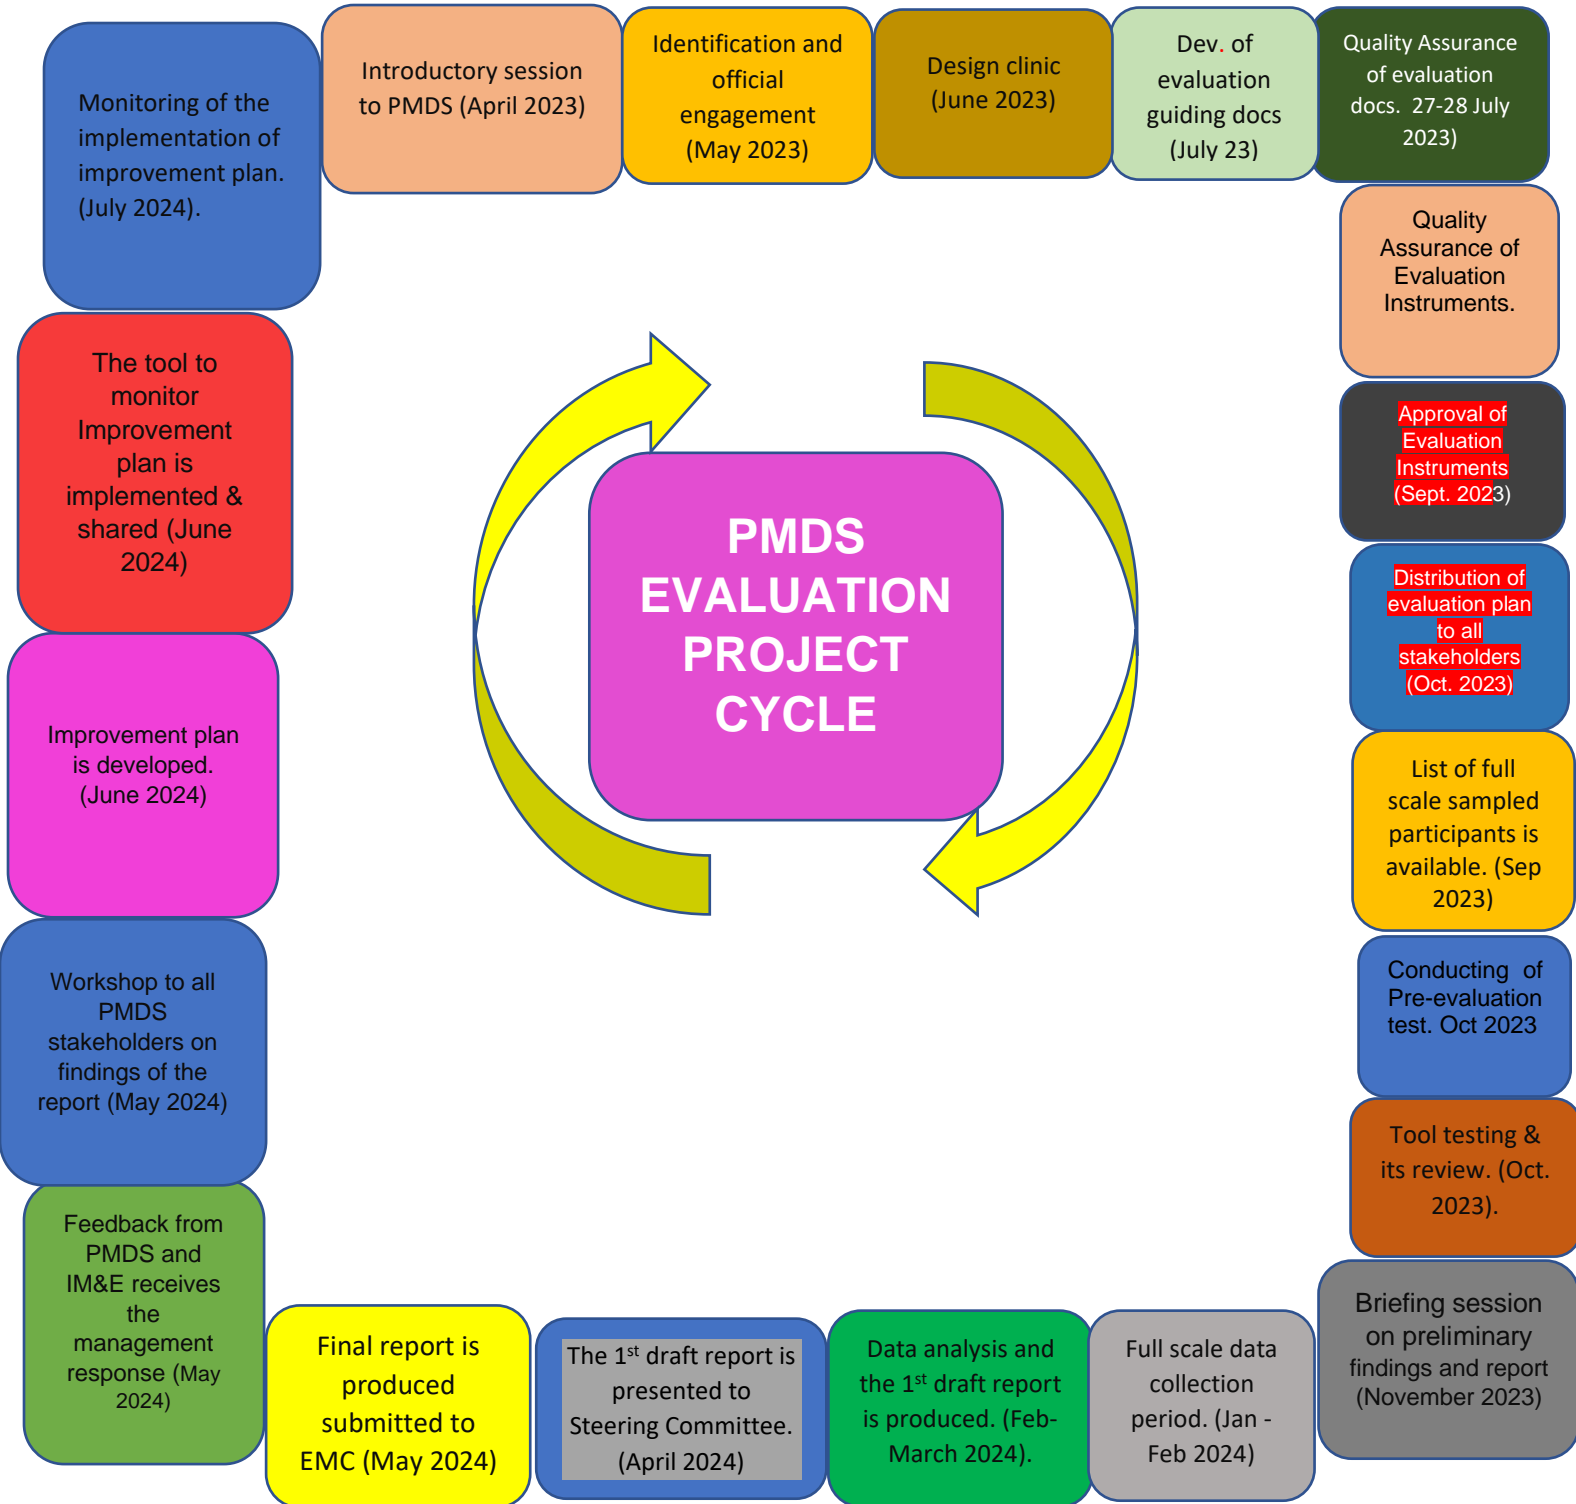 Monitoring of the
implementation of
improvement plan.
(July 2024).
Introductory session
to PMDS (April 2023)
Identification and
official
engagement
(May 2023)
Design clinic
(June 2023)
Dev. of
evaluation
guiding docs
(July 23)
Quality Assurance
of evaluation
docs.  27-28 July
2023)
Quality
Assurance of
Evaluation
Instruments.
Approval of
Evaluation
Instruments
(Sept. 2023)
Distribution of
evaluation plan
to all
stakeholders
(Oct. 2023)
List of full
scale sampled
participants is
available. (Sep
2023)
Conducting  of
Pre-evaluation
test. Oct 2023
Tool testing &
its review. (Oct.
2023).
Briefing session
on preliminary
findings and report
(November 2023)
Full scale data
collection
period. (Jan -
Feb 2024)
Data analysis and
the 1st draft report
is produced. (Feb-
March 2024).
The 1st draft report is
presented to
Steering Committee.
(April 2024)
Final report is
produced
submitted to
EMC (May 2024)
Feedback from
PMDS and
IM&E receives
the
management
response (May
2024)
Workshop to all
PMDS
stakeholders on
findings of the
report (May 2024)
Improvement plan
is developed.
(June 2024)
The tool to
monitor
Improvement
plan is
implemented &
shared (June
2024)
PMDS
EVALUATION
PROJECT
CYCLE